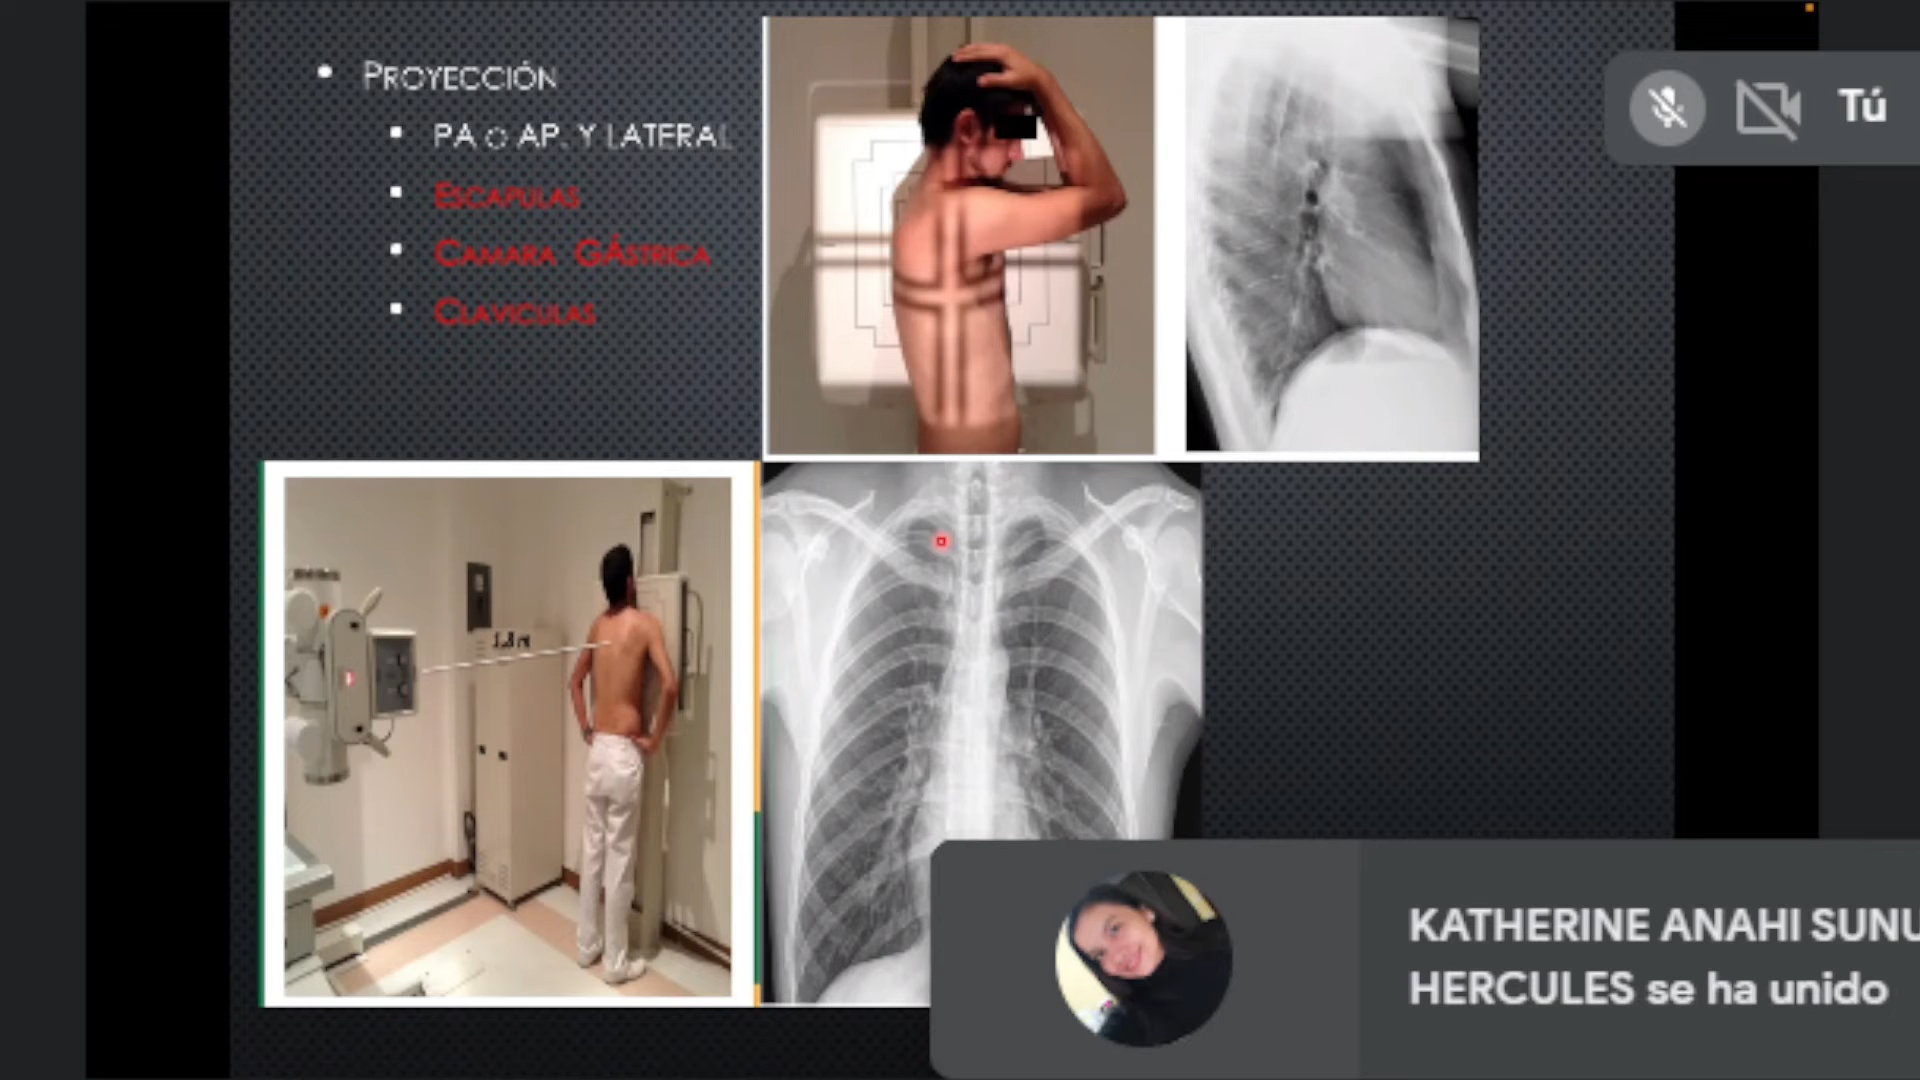 PROYECCIÓN
PA O AP. Y LATERAL
ESCAPULAS
CAMARA GÁSTRICA
CLAVICULAS
Tú
1.8 m
KATHERINE ANAHI SUNU
HERCULES se ha unido